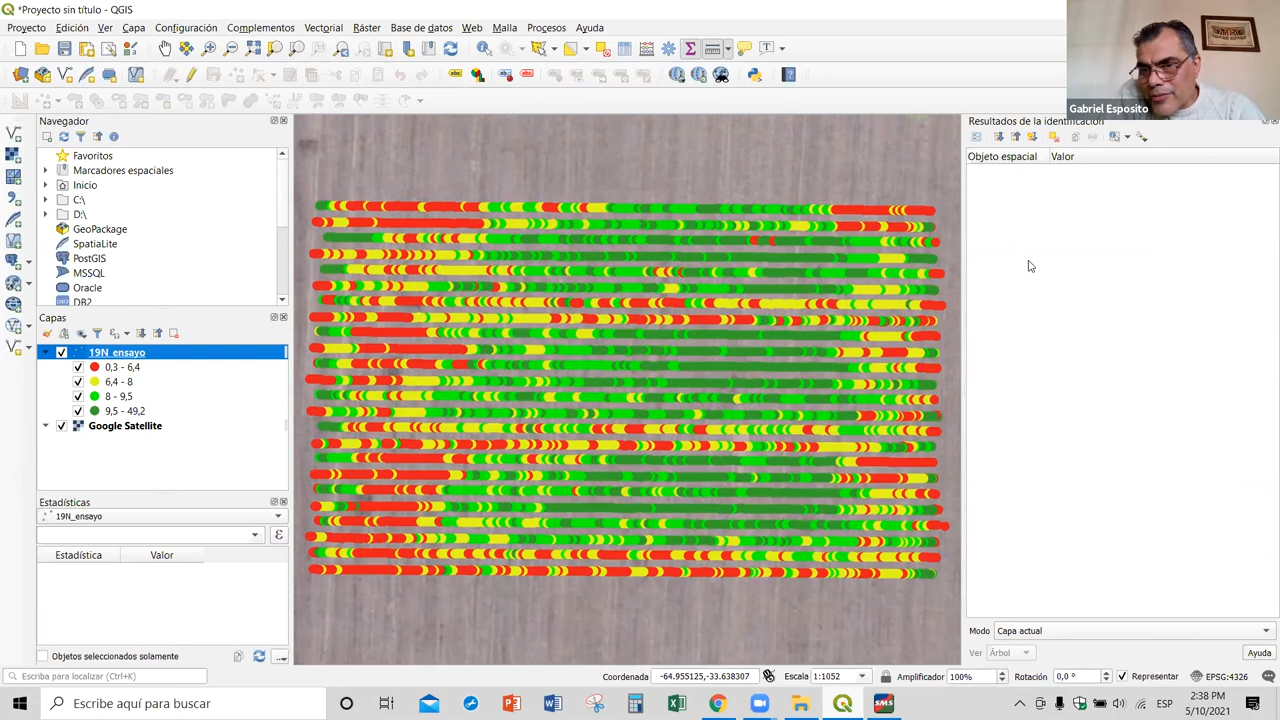 *Proyecto sin título - QGIS
Proyecto Edición Ver Capa Configuración Complementos Vectorial Ráster Base de datos Web Malla Procesos Ayuda
Gabriel Esposito
Navegador
Favoritos
Marcadores espaciales
Inicio
C:\
D:\
GeoPackage
SpatiaLite
PostGIS
MSSQL
Oracle
DB2
Capas
19N_ensayo
0,3 - 6,4
6,4 - 8
8 - 9,5
9,5 - 49,2
Google Satellite
Estadísticas
19N_ensayo
Estadística Valor
Objetos seleccionados solamente
Resultados de la identificación
Objeto espacial Valor
Modo Capa actual
Ver Árbol Ayuda
Escriba para localizar (Ctrl+K) Coordenada -64.955125,-33.638307 Escala 1:1052 Amplificador 100% Rotación 0,0 ° Representar EPSG:4326
Escribe aquí para buscar
SMS
ESP
2:38 PM
5/10/2021